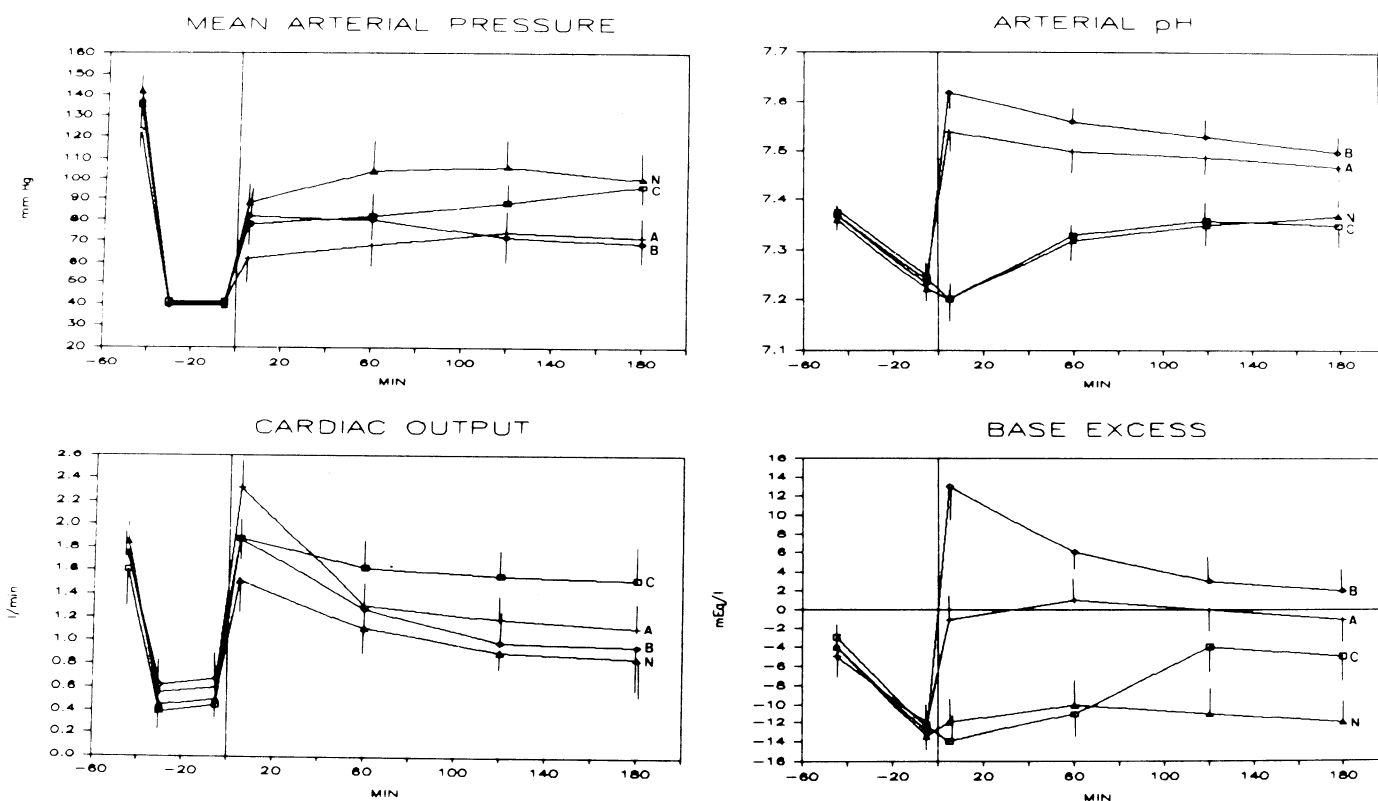 MEAN ARTERIAL PRESSURE
160
150
140
130
120
110
100
90
80
70
60
50
40
30
20
mm Hg
N
C
A
B
-60 -20 20 60 100 140 180
MIN
ARTERIAL pH
7.7
7.6
7.5
7.4
7.3
7.2
7.1
B
A
N
C
-60 -20 20 60 100 140 180
MIN
CARDIAC OUTPUT
2.6
2.4
2.2
2.0
1.8
1.6
1.4
1.2
1.0
0.8
0.6
0.4
0.2
0.0
l/min
C
A
B
N
-60 -20 20 60 100 140 180
MIN
BASE EXCESS
16
14
12
10
8
6
4
2
0
-2
-4
-6
-8
-10
-12
-14
-16
mEq/l
B
A
C
N
-60 -20 20 60 100 140 180
MIN